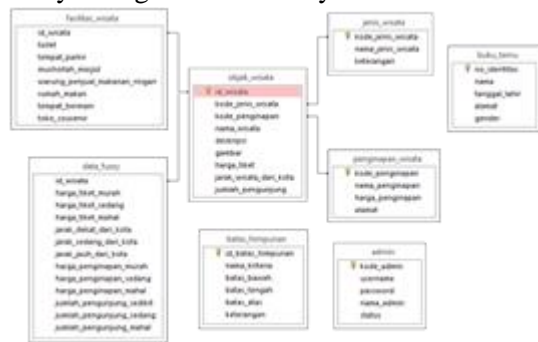 fasilitas_wisata
id_wisata
toilet
tempat_parkir
musholah_masjid
warung_penjual_makanan_ringan
rumah_makan
tempat_bermain
toko_souvenir
objek_wisata
id_wisata
kode_jenis_wisata
kode_penginapan
nama_wisata
deskripsi
gambar
harga_tiket
jarak_wisata_dari_kota
jumlah_pengunjung
jenis_wisata
kode_jenis_wisata
nama_jenis_wisata
keterangan
buku_tamu
no_identitas
nama
tanggal_lahir
alamat
gender
data_fuzzy
id_wisata
harga_tiket_murah
harga_tiket_sedang
harga_tiket_mahal
jarak_dekat_dari_kota
jarak_sedang_dari_kota
jarak_jauh_dari_kota
harga_penginapan_murah
harga_penginapan_sedang
harga_penginapan_mahal
jumlah_pengunjung_sedikit
jumlah_pengunjung_sedang
jumlah_pengunjung_mahal
penginapan_wisata
kode_penginapan
nama_penginapan
harga_penginapan
alamat
batas_himpunan
id_batas_himpunan
nama_kriteria
batas_bawah
batas_tengah
batas_atas
keterangan
admin
kode_admin
username
password
nama_admin
status